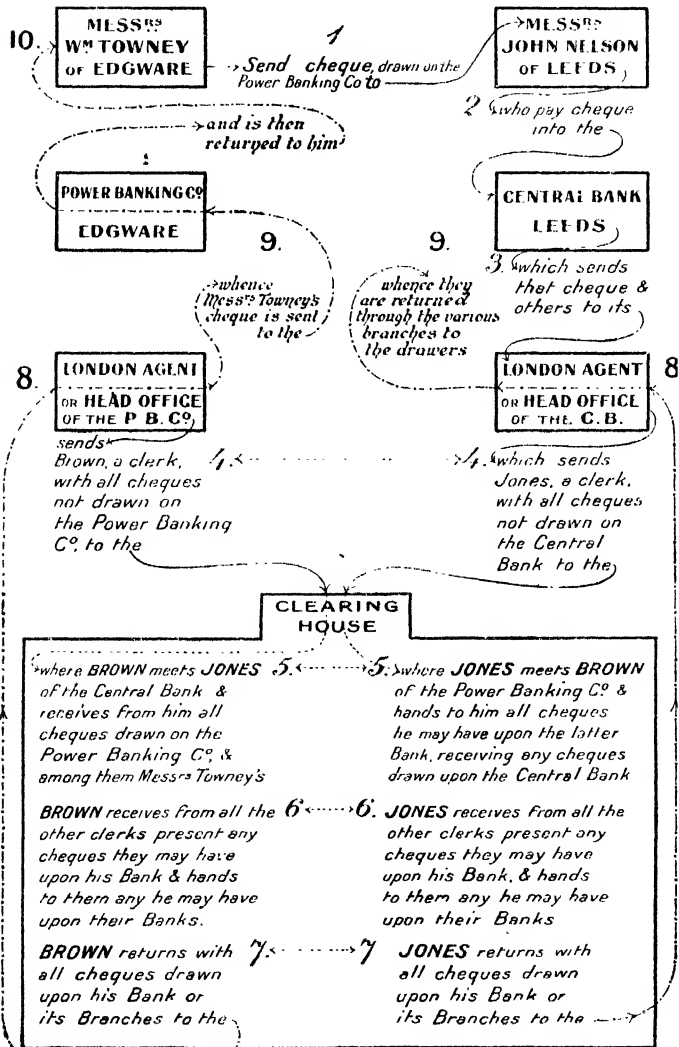 10.
MESSRS
WM TOWNEY
OF EDGWARE
1
Send cheque, drawn on the
Power Banking Co to
MESSRS
JOHN NELSON
OF LEEDS
2 who pay cheque
into the
and is then
returned to him
POWER BANKING Co
EDGWARE
CENTRAL BANK
LEEDS
9.
whence
Messrs Towney's
cheque is sent
to the
9.
whence they
are returned
through the various
branches to
the drawers
3. which sends
that cheque &
others to its
8.
LONDON AGENT
OR HEAD OFFICE
OF THE P B. Co
LONDON AGENT
OR HEAD OFFICE
OF THE C.B.
8
sends
Brown, a clerk,
with all cheques
not drawn on
the Power Banking
Co, to the
4.
4. which sends
Jones, a clerk,
with all cheques
not drawn on
the Central
Bank to the
CLEARING
HOUSE
where BROWN meets JONES 5.
of the Central Bank &
receives from him all
cheques drawn on the
Power Banking Co, &
among them Messrs Towney's
5. where JONES meets BROWN
of the Power Banking Co &
hands to him all cheques
he may have upon the latter
Bank, receiving any cheques
drawn upon the Central Bank
BROWN receives from all the 6
other clerks present any
cheques they may have
upon his Bank & hands
to them any he may have
upon their Banks.
6. JONES receives from all the
other clerks present any
cheques they may have
upon his Bank, & hands
to them any he may have
upon their Banks
BROWN returns with 7.
all cheques drawn
upon his Bank or
its Branches to the
7 JONES returns with
all cheques drawn
upon his Bank or
its Branches to the